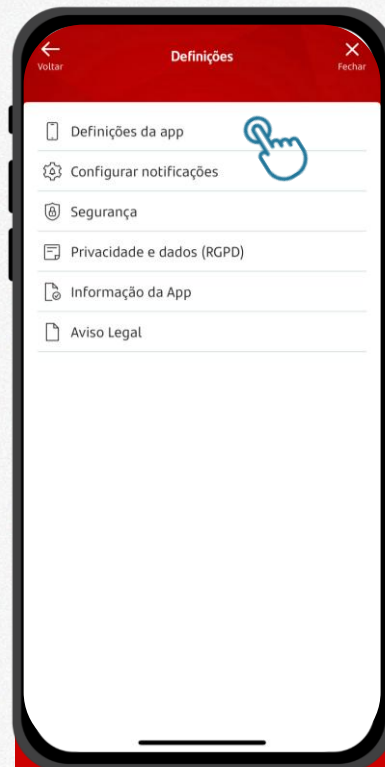 Voltar
Definições
Fechar
Definições da app
Configurar notificações
Segurança
Privacidade e dados (RGPD)
Informação da App
Aviso Legal